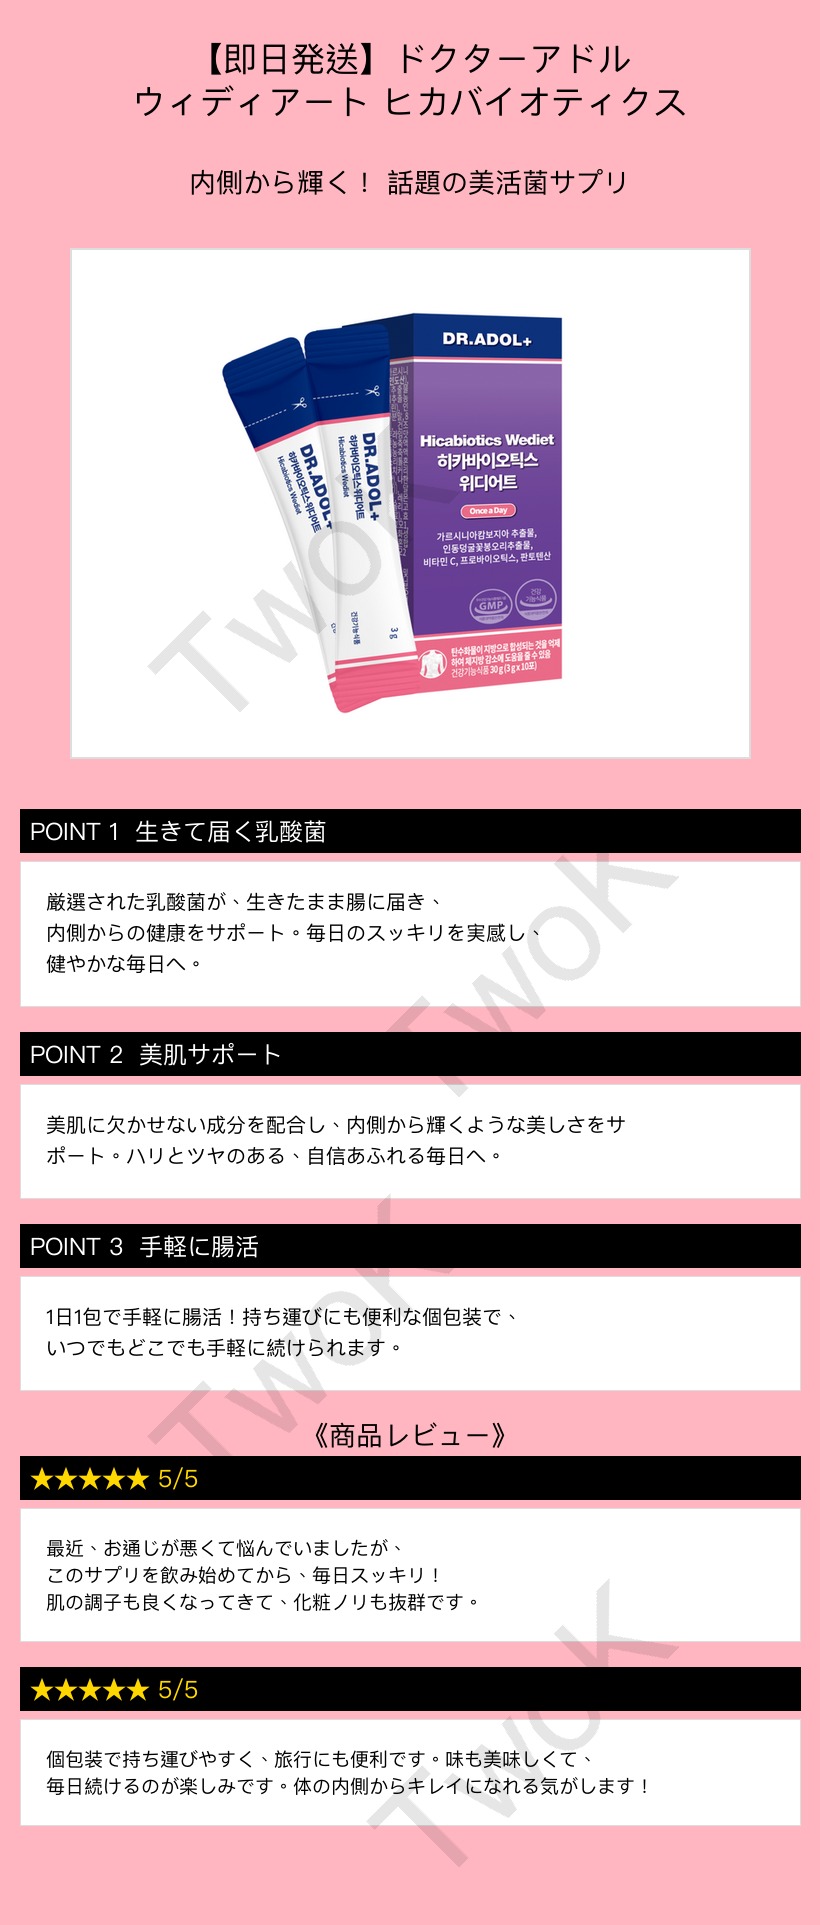 【即日発送】ドクターアドル
ウィディアート ヒカバイオティクス
内側から輝く！ 話題の美活菌サプリ
DR.ADOL+
Hicabiotics Wediet
히카바이오틱스
위디어트
Once a Day
가르시니아캄보지아 추출물,
인동덩굴꽃봉오리추출물,
비타민 C, 프로바이오틱스, 판토텐산
GMP
건강
기능식품
탄수화물이 지방으로 합성되는 것을 억제
하여 체지방 감소에 도움을 줄 수 있음
건강기능식품 30 g (3 g x 10포)
DR.ADOL+
히카바이오틱스위디어트
Hicabiotics Wediet
DR.ADOL+
히카바이오틱스위디어트
Hicabiotics Wediet
건강기능식품
3 g
TwoK
POINT 1 生きて届く乳酸菌
厳選された乳酸菌が、生きたまま腸に届き、
内側からの健康をサポート。毎日のスッキリを実感し、
健やかな毎日へ。
TwoK
POINT 2 美肌サポート
美肌に欠かせない成分を配合し、内側から輝くような美しさをサ
ポート。ハリとツヤのある、自信あふれる毎日へ。
POINT 3 手軽に腸活
1日1包で手軽に腸活！持ち運びにも便利な個包装で、
いつでもどこでも手軽に続けられます。
TwoK
《商品レビュー》
★★★★★ 5/5
最近、お通じが悪くて悩んでいましたが、
このサプリを飲み始めてから、毎日スッキリ！
肌の調子も良くなってきて、化粧ノリも抜群です。
★★★★★ 5/5
個包装で持ち運びやすく、旅行にも便利です。味も美味しくて、
毎日続けるのが楽しみです。体の内側からキレイになれる気がします！
TwoK